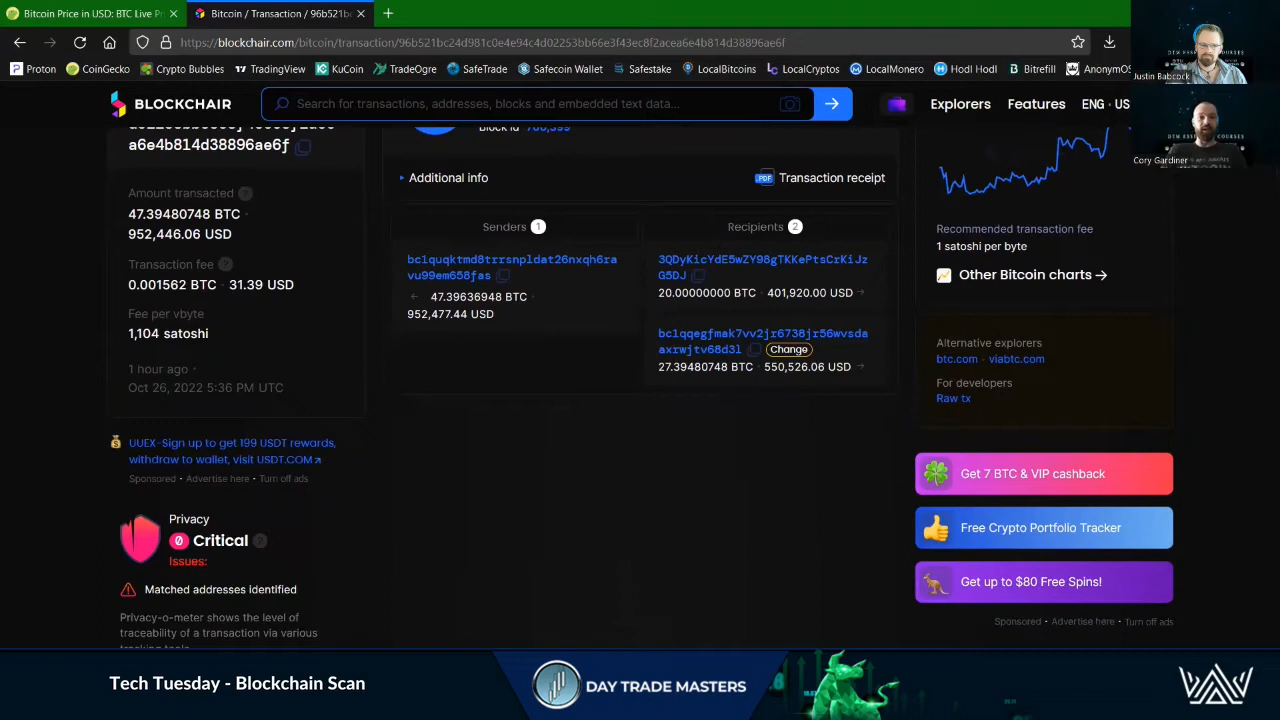 Bitcoin Price in USD: BTC Live Pr
Bitcoin / Transaction / 96b521bc
https://blockchair.com/bitcoin/transaction/96b521bc24d981c0e4e94c4d02253bb66e3f43ec8f2acea6e4b814d38896ae6f
Proton
CoinGecko
Crypto Bubbles
TradingView
KuCoin
TradeOgre
SafaTrade
Safecoin Wallet
Safestake
LocalBitcoins
LocalCryptos
LocalMonero
Hodl Hodl
Bitrefill
AnonymOS
Justin Babcock
Cory Gardiner
BLOCKCHAIR
Search for transactions, addresses, blocks and embedded text data...
Explorers
Features
ENG · US
a6e4b814d38896ae6f
Block id
Additional info
PDF Transaction receipt
Amount transacted ?
47.39480748 BTC ·
952,446.06 USD
Transaction fee ?
0.001562 BTC · 31.39 USD
Fee per vbyte
1,104 satoshi
1 hour ago ·
Oct 26, 2022 5:36 PM UTC
Senders 1
bc1quqktmd8trrsnpldat26nxqh6ra
vu99em658fas
47.39636948 BTC ·
952,477.44 USD
Recipients 2
3QDyKicYdE5wZY98gTKKePtsCrKiJz
G5DJ
20.00000000 BTC · 401,920.00 USD
bc1qqegfmak7vv2jr6738jr56wvsda
axrwjtv68d3l Change
27.39480748 BTC · 550,526.06 USD
Recommended transaction fee
1 satoshi per byte
Other Bitcoin charts →
Alternative explorers
btc.com · viabtc.com
For developers
Raw tx
UUEX-Sign up to get 199 USDT rewards,
withdraw to wallet, visit USDT.COM
Sponsored · Advertise here · Turn off ads
Privacy
0 Critical ?
Issues:
Matched addresses identified
Privacy-o-meter shows the level of
traceability of a transaction via various
Get 7 BTC & VIP cashback
Free Crypto Portfolio Tracker
Get up to $80 Free Spins!
Sponsored · Advertise here · Turn off ads
Tech Tuesday - Blockchain Scan
DAY TRADE MASTERS